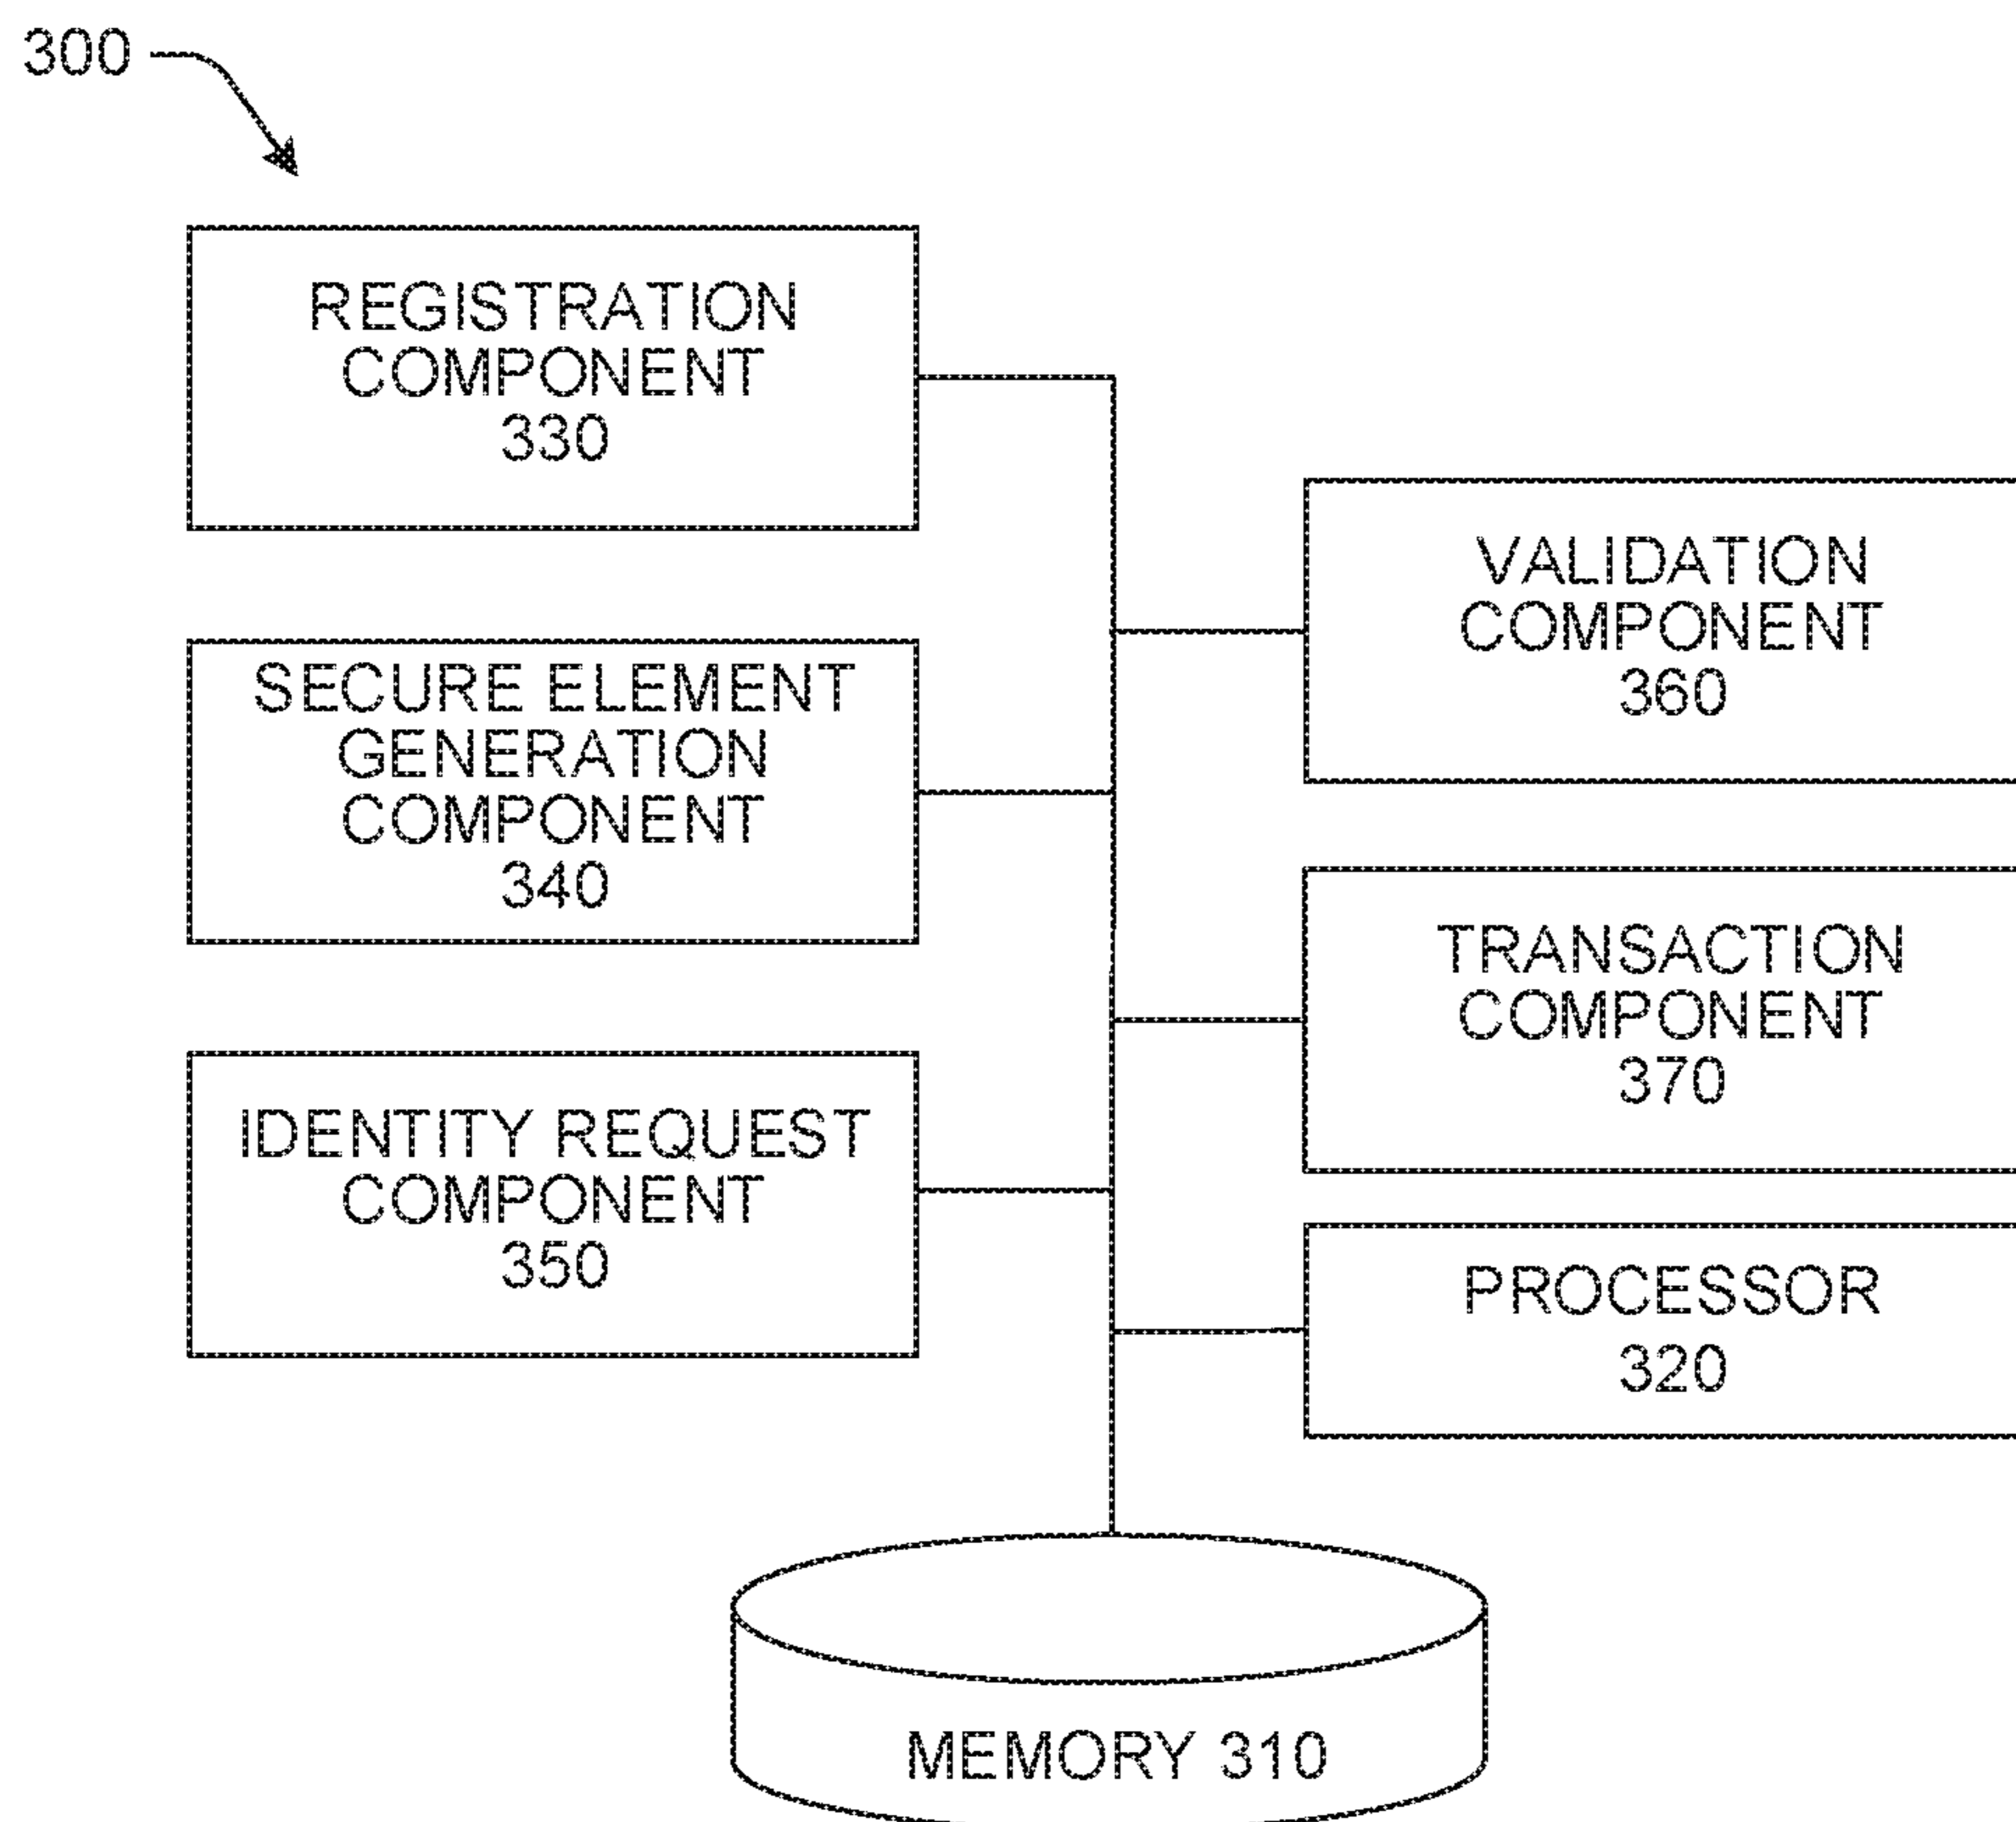 300
REGISTRATION
COMPONENT
330
SECURE ELEMENT
GENERATION
COMPONENT
340
IDENTITY REQUEST
COMPONENT
350
VALIDATION
COMPONENT
360
TRANSACTION
COMPONENT
370
PROCESSOR
320
MEMORY 310